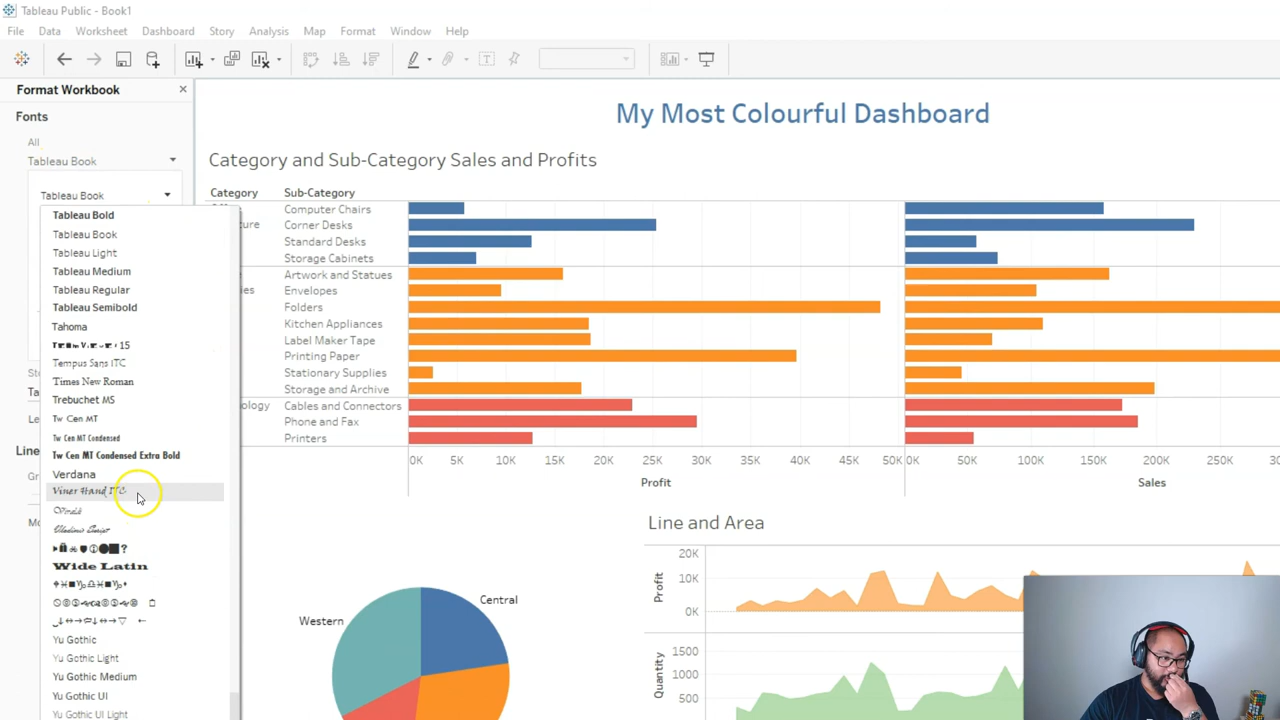 Tableau Public - Book1
File Data Worksheet Dashboard Story Analysis Map Format Window Help
Format Workbook
Fonts
All
Tableau Book
Tableau Book
Tableau Bold
Tableau Book
Tableau Light
Tableau Medium
Tableau Regular
Tableau Semibold
Tahoma
15
Tempus Sans ITC
Times New Roman
Trebuchet MS
Tw Cen MT
Tw Cen MT Condensed
Tw Cen MT Condensed Extra Bold
Verdana
Viner Hand ITC
Vivaldi
Vladimir Script
Wide Latin
Yu Gothic
Yu Gothic Light
Yu Gothic Medium
Yu Gothic UI
Yu Gothic UI Light
My Most Colourful Dashboard
Category and Sub-Category Sales and Profits
Category Sub-Category
Computer Chairs
Corner Desks
Standard Desks
Storage Cabinets
Artwork and Statues
Envelopes
Folders
Kitchen Appliances
Label Maker Tape
Printing Paper
Stationary Supplies
Storage and Archive
Cables and Connectors
Phone and Fax
Printers
0K 5K 10K 15K 20K 25K 30K 35K 40K 45K 50K 0K 50K 100K 150K 200K 250K
Profit Sales
Line and Area
20K
10K
0K
Profit
1500
1000
500
Quantity
Central
Western